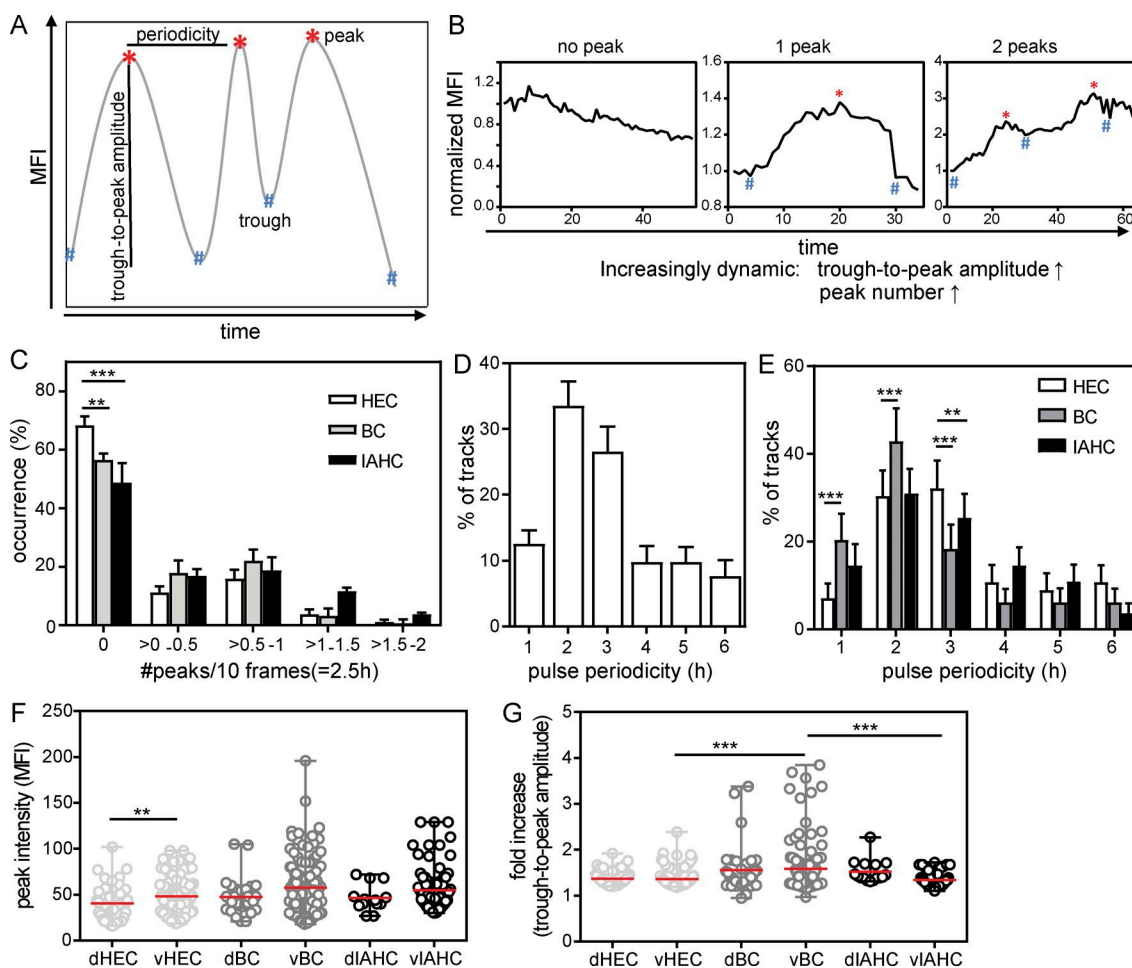 A
MFI
periodicity
trough-to-peak amplitude
* * * peak
# # # trough #
time
B
no peak
1 peak
2 peaks
normalized MFI
1.2
0.8
0.4
0.0
0 20 40
1.6
1.4
1.2
1.0
0.8
0 10 20 30
# * #
4
3
2
1
0 20 40 60
# * # * #
time
Increasingly dynamic: trough-to-peak amplitude ↑
peak number ↑
C
occurrence (%)
80
60
40
20
0
***
**
HEC
BC
IAHC
0 >0 -0.5 >0.5 -1 >1 -1.5 >1.5 -2
#peaks/10 frames(=2.5h)
D
% of tracks
40
30
20
10
0
1 2 3 4 5 6
pulse periodicity (h)
E
% of tracks
60
40
20
0
*** *** ** ***
HEC
BC
IAHC
1 2 3 4 5 6
pulse periodicity (h)
F
peak intensity (MFI)
250
200
150
100
50
0
**
dHEC vHEC dBC vBC dIAHC vIAHC
G
fold increase
(trough-to-peak amplitude)
5
4
3
2
1
0
*** ***
dHEC vHEC dBC vBC dIAHC vIAHC